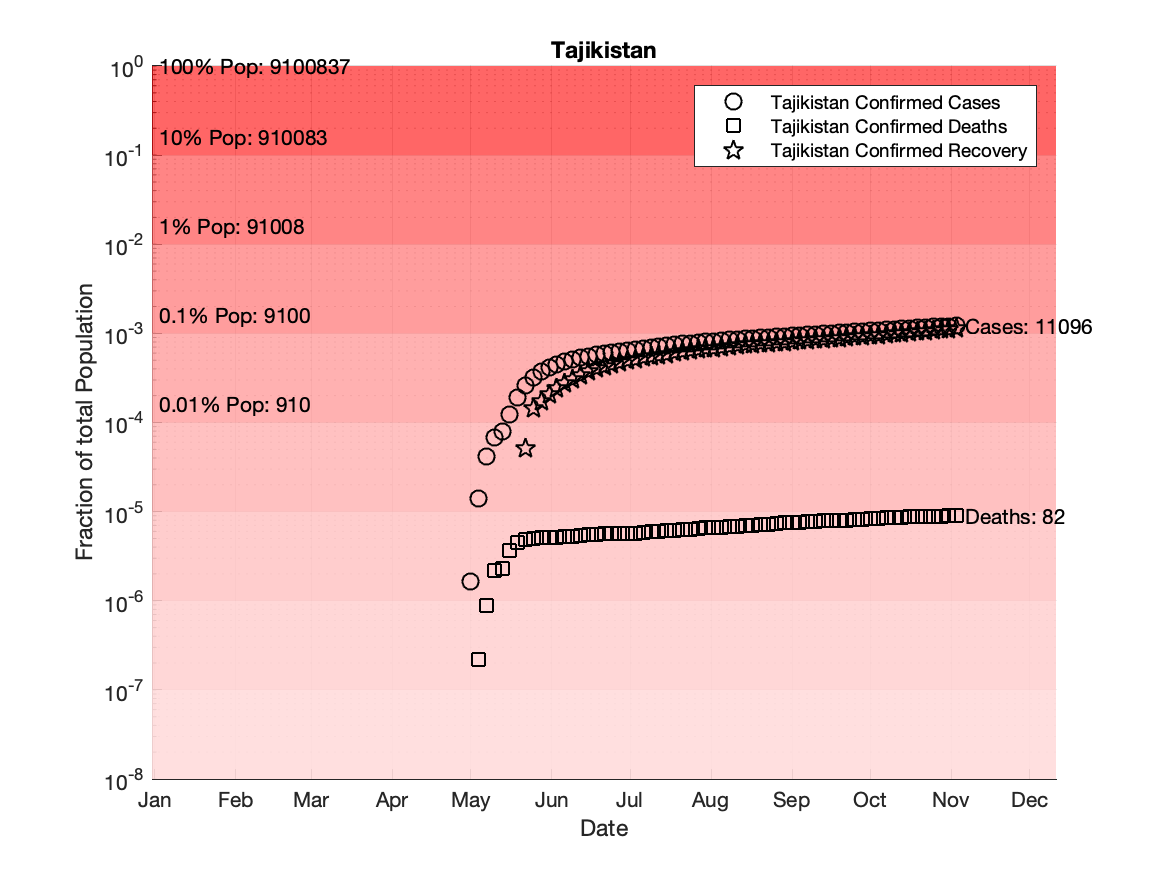 Tajikistan
Tajikistan Confirmed Cases
Tajikistan Confirmed Deaths
Tajikistan Confirmed Recovery
100% Pop: 9100837
10% Pop: 910083
1% Pop: 91008
0.1% Pop: 9100
0.01% Pop: 910
Cases: 11096
Deaths: 82
Fraction of total Population
10^0
10^-1
10^-2
10^-3
10^-4
10^-5
10^-6
10^-7
10^-8
Jan Feb Mar Apr May Jun Jul Aug Sep Oct Nov Dec
Date